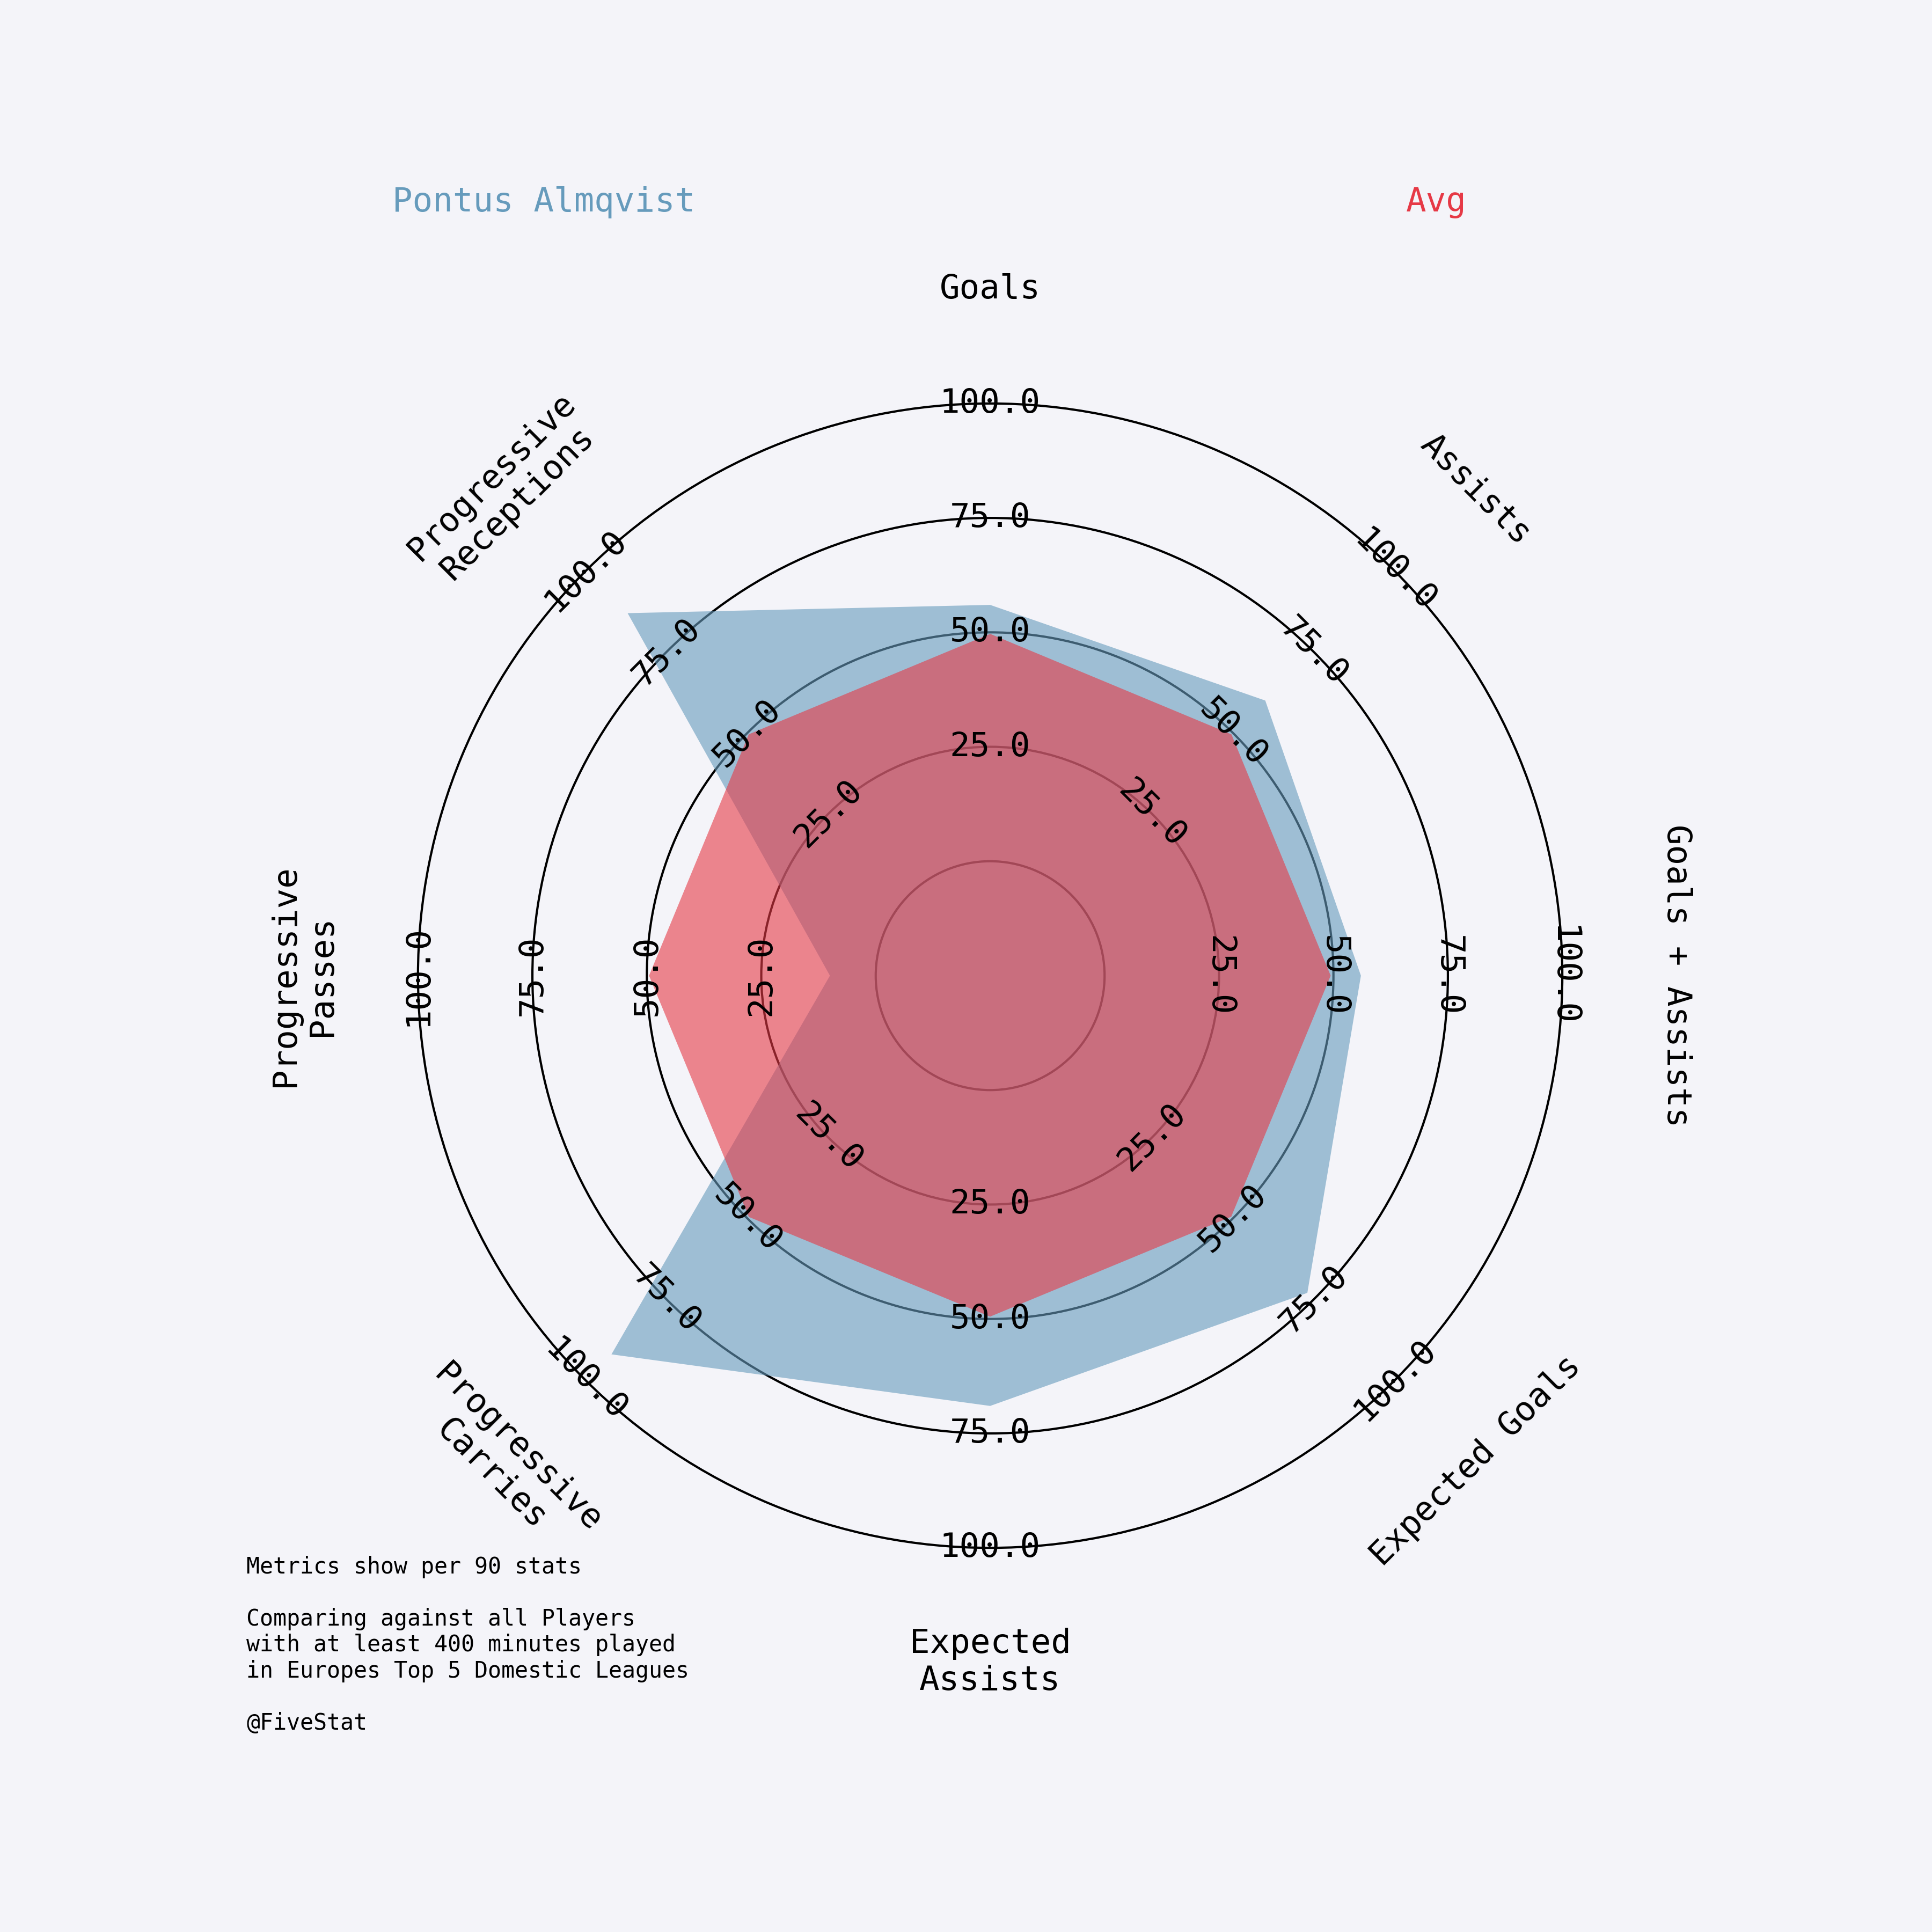 Pontus Almqvist
Avg
Goals
Assists
Goals + Assists
Expected Goals
Expected
Assists
Progressive
Carries
Progressive
Passes
Progressive
Receptions
25.0
50.0
75.0
100.0
25.0
50.0
75.0
100.0
25.0
50.0
75.0
100.0
25.0
50.0
75.0
100.0
25.0
50.0
75.0
100.0
25.0
50.0
75.0
100.0
25.0
50.0
75.0
100.0
25.0
50.0
75.0
100.0
Metrics show per 90 stats
Comparing against all Players
with at least 400 minutes played
in Europes Top 5 Domestic Leagues
@FiveStat